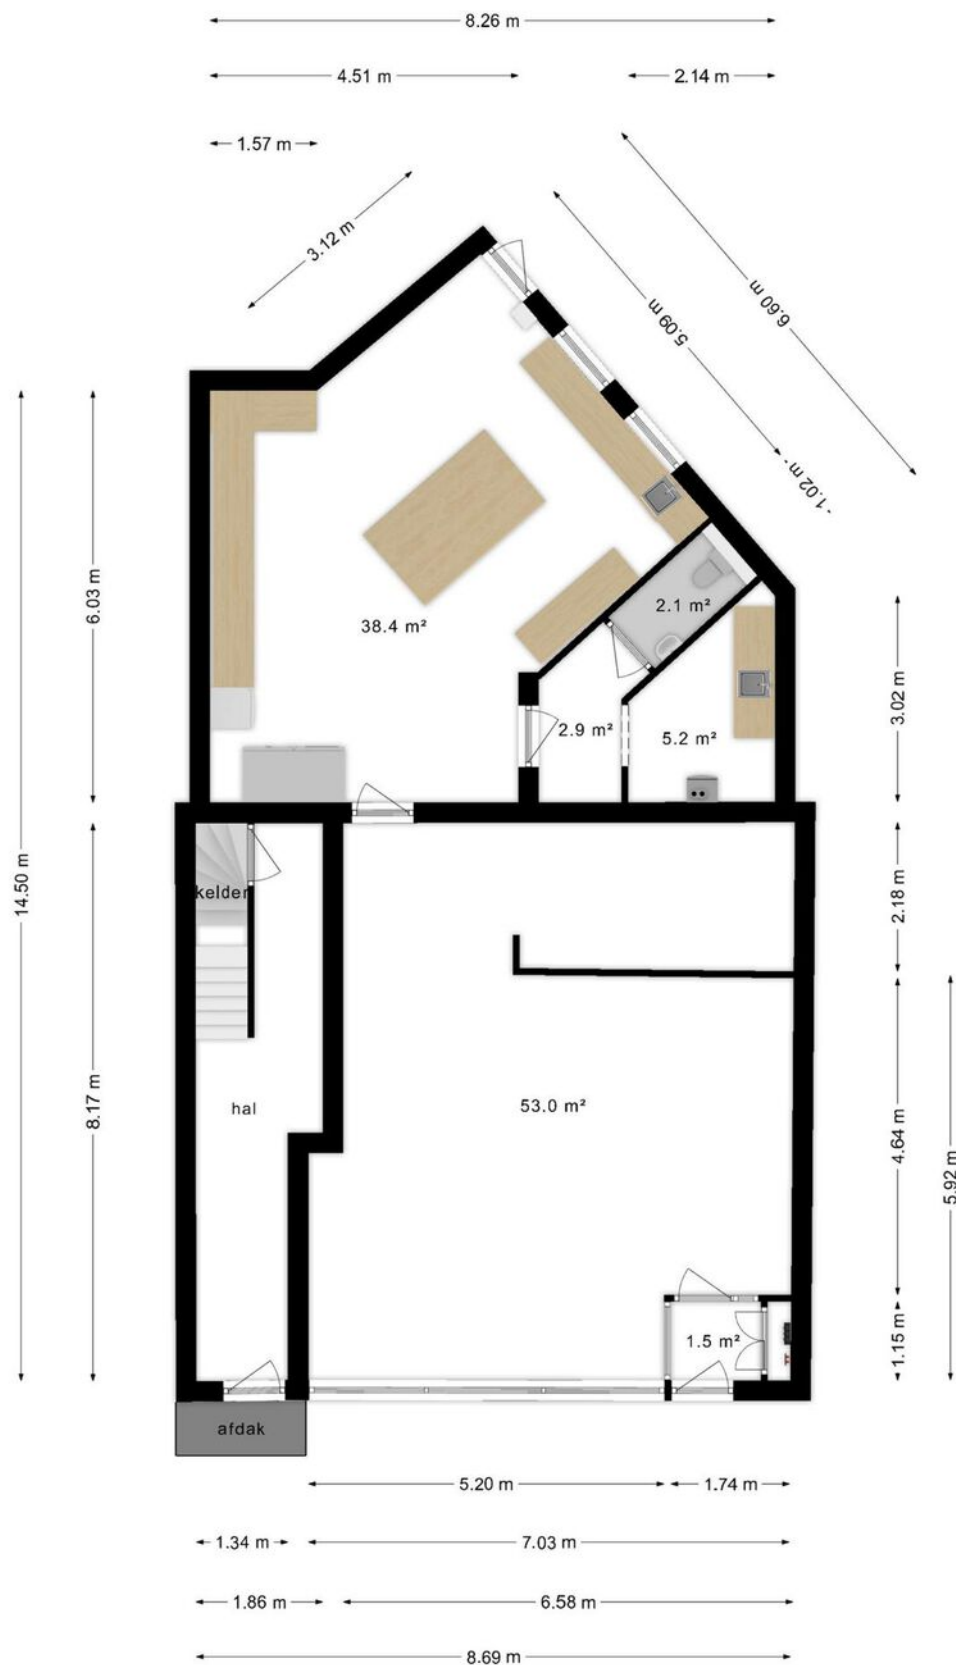 8.26 m
4.51 m
2.14 m
1.57 m
3.12 m
5.09 m
6.60 m
1.02 m
14.50 m
6.03 m
38.4 m²
2.1 m²
2.9 m²
5.2 m²
3.02 m
kelder
2.18 m
8.17 m
hal
53.0 m²
4.64 m
5.92 m
1.5 m²
1.15 m
afdak
5.20 m
1.74 m
1.34 m
7.03 m
1.86 m
6.58 m
8.69 m